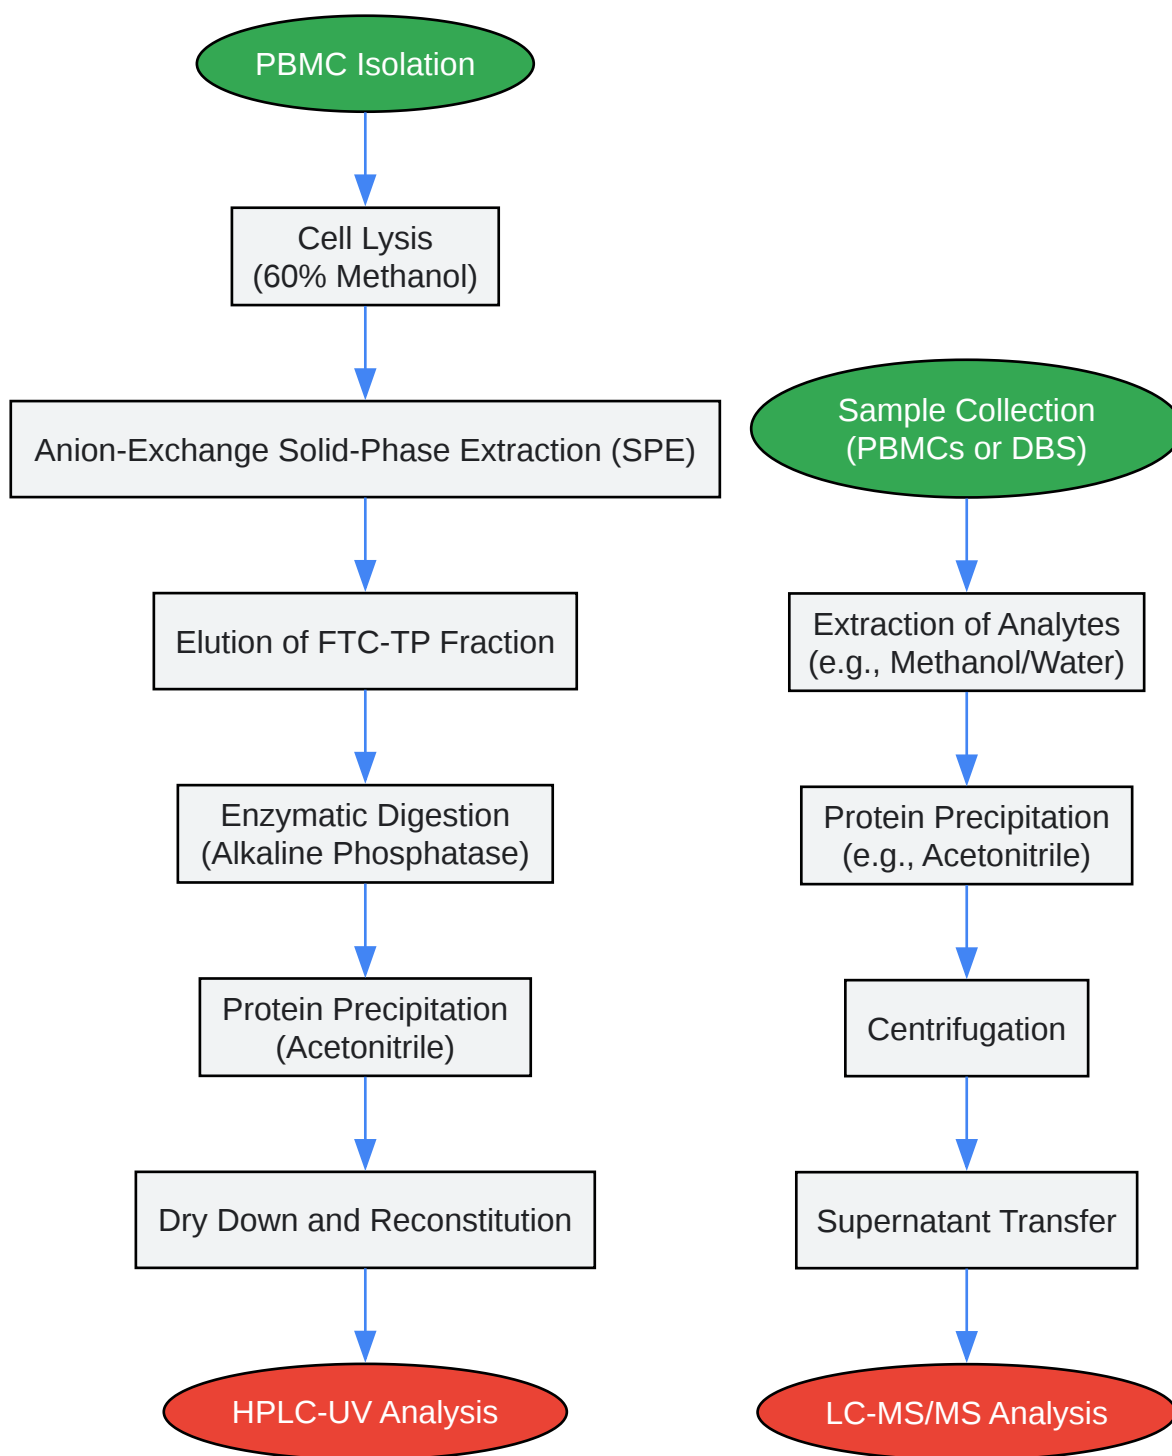 PBMC Isolation
Cell Lysis
(60% Methanol)
Anion-Exchange Solid-Phase Extraction (SPE)
Elution of FTC-TP Fraction
Enzymatic Digestion
(Alkaline Phosphatase)
Protein Precipitation
(Acetonitrile)
Dry Down and Reconstitution
HPLC-UV Analysis
Sample Collection
(PBMCs or DBS)
Extraction of Analytes
(e.g., Methanol/Water)
Protein Precipitation
(e.g., Acetonitrile)
Centrifugation
Supernatant Transfer
LC-MS/MS Analysis